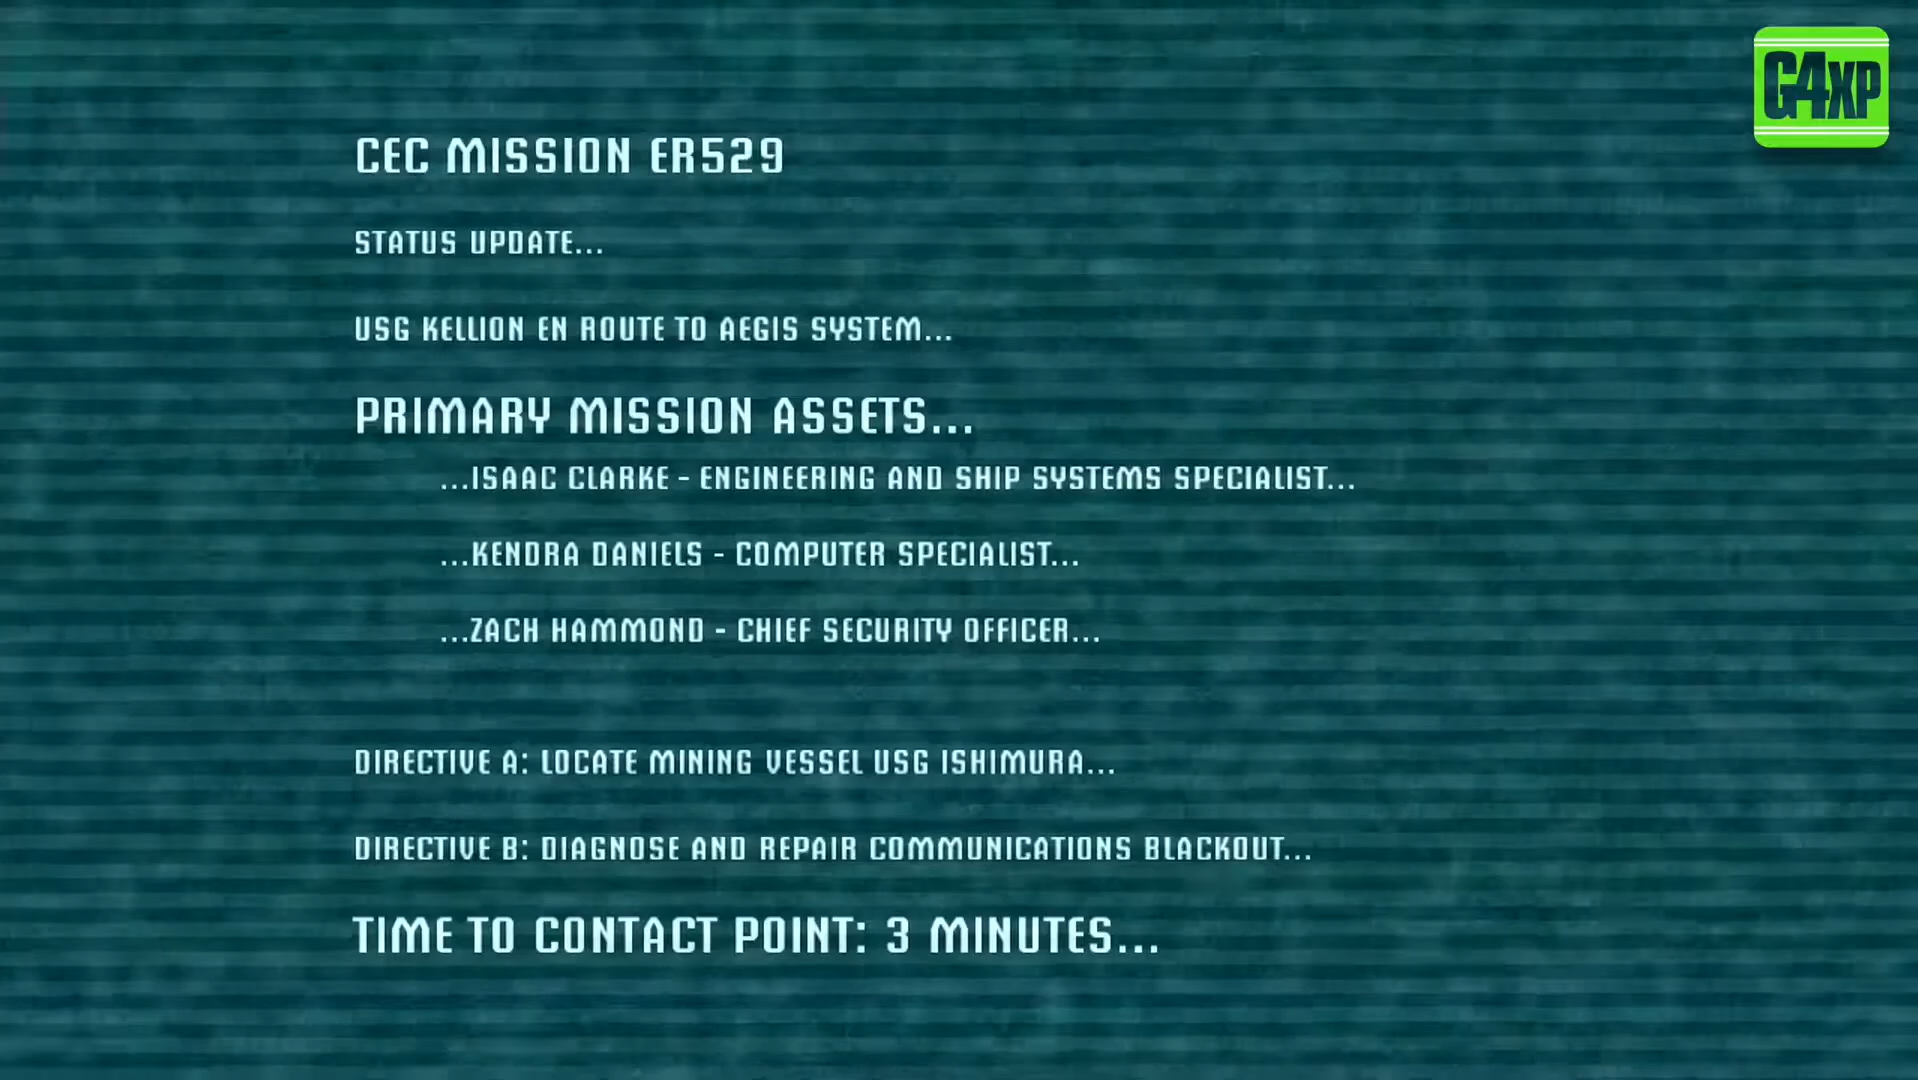 G4XP
CEC MISSION ER529
STATUS UPDATE...
USG KELLION EN ROUTE TO AEGIS SYSTEM...
PRIMARY MISSION ASSETS...
...ISAAC CLARKE - ENGINEERING AND SHIP SYSTEMS SPECIALIST...
...KENDRA DANIELS - COMPUTER SPECIALIST...
...ZACH HAMMOND - CHIEF SECURITY OFFICER...
DIRECTIVE A: LOCATE MINING VESSEL USG ISHIMURA...
DIRECTIVE B: DIAGNOSE AND REPAIR COMMUNICATIONS BLACKOUT...
TIME TO CONTACT POINT: 3 MINUTES...